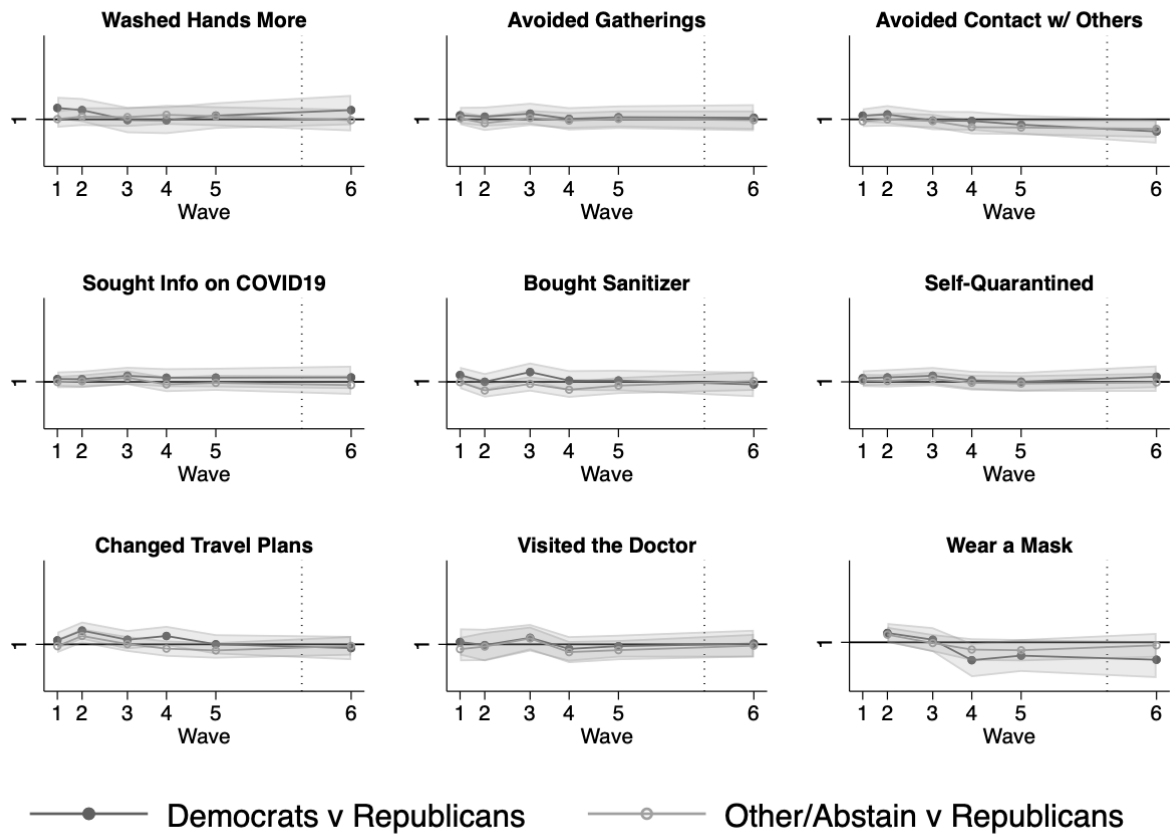 Washed Hands More
Avoided Gatherings
Avoided Contact w/ Others
1
1
1
1 2 3 4 5 6
1 2 3 4 5 6
1 2 3 4 5 6
Wave
Wave
Wave
Sought Info on COVID19
Bought Sanitizer
Self-Quarantined
1
1
1
1 2 3 4 5 6
1 2 3 4 5 6
1 2 3 4 5 6
Wave
Wave
Wave
Changed Travel Plans
Visited the Doctor
Wear a Mask
1
1
1
1 2 3 4 5 6
1 2 3 4 5 6
1 2 3 4 5 6
Wave
Wave
Wave
Democrats v Republicans
Other/Abstain v Republicans